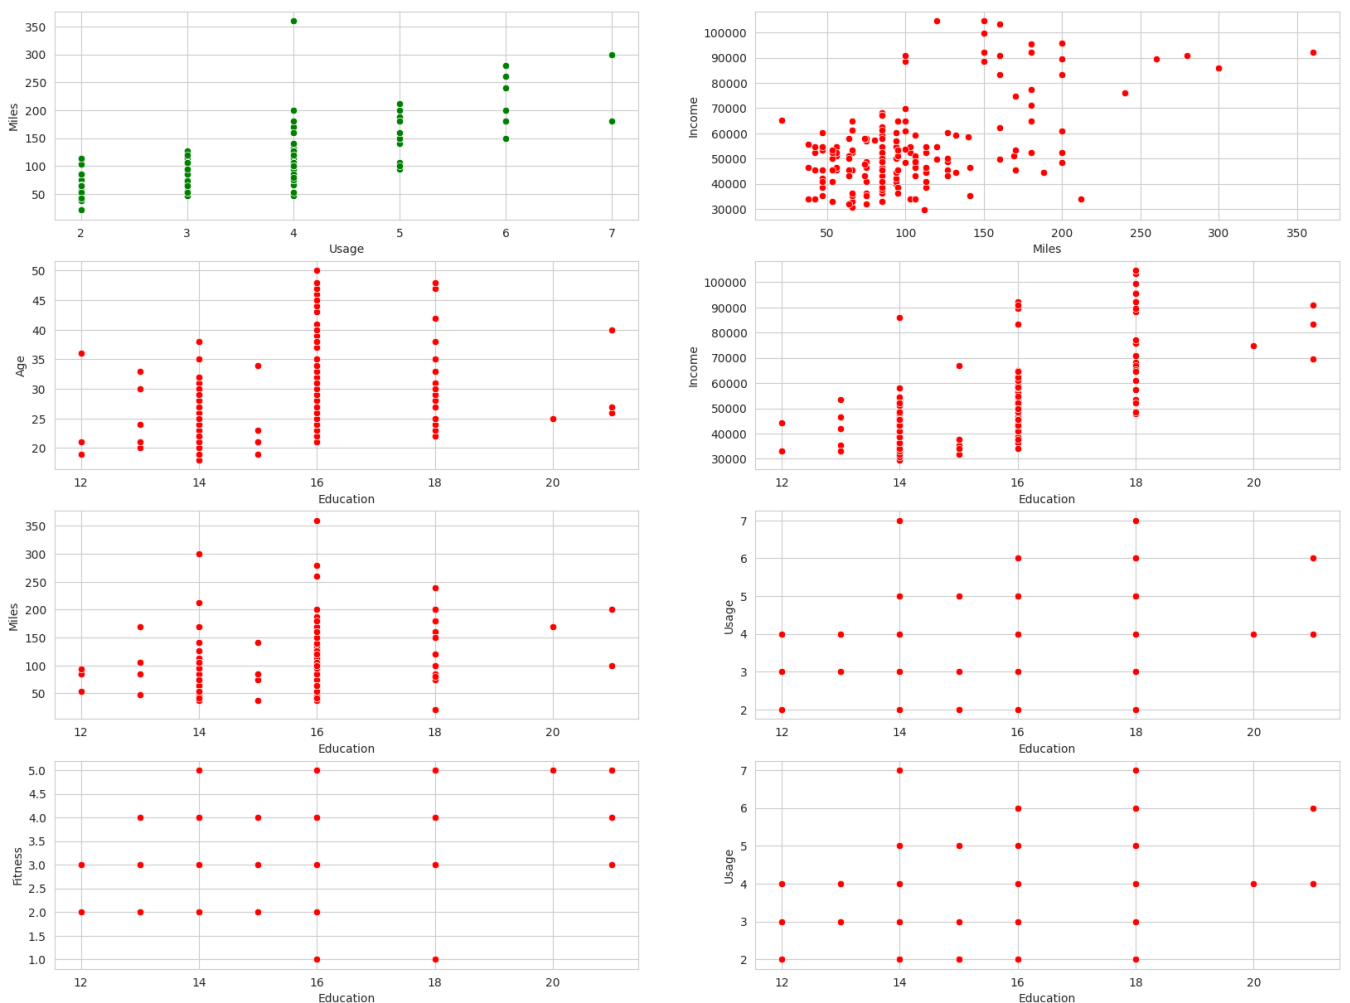 350
300
250
200
150
100
50
Miles
2 3 4 5 6 7
Usage
100000
90000
80000
70000
60000
50000
40000
30000
Income
50 100 150 200 250 300 350
Miles
50
45
40
35
30
25
20
Age
12 14 16 18 20
Education
100000
90000
80000
70000
60000
50000
40000
30000
Income
12 14 16 18 20
Education
350
300
250
200
150
100
50
Miles
12 14 16 18 20
Education
7
6
5
4
3
2
Usage
12 14 16 18 20
Education
5.0
4.5
4.0
3.5
3.0
2.5
2.0
1.5
1.0
Fitness
12 14 16 18 20
Education
7
6
5
4
3
2
Usage
12 14 16 18 20
Education